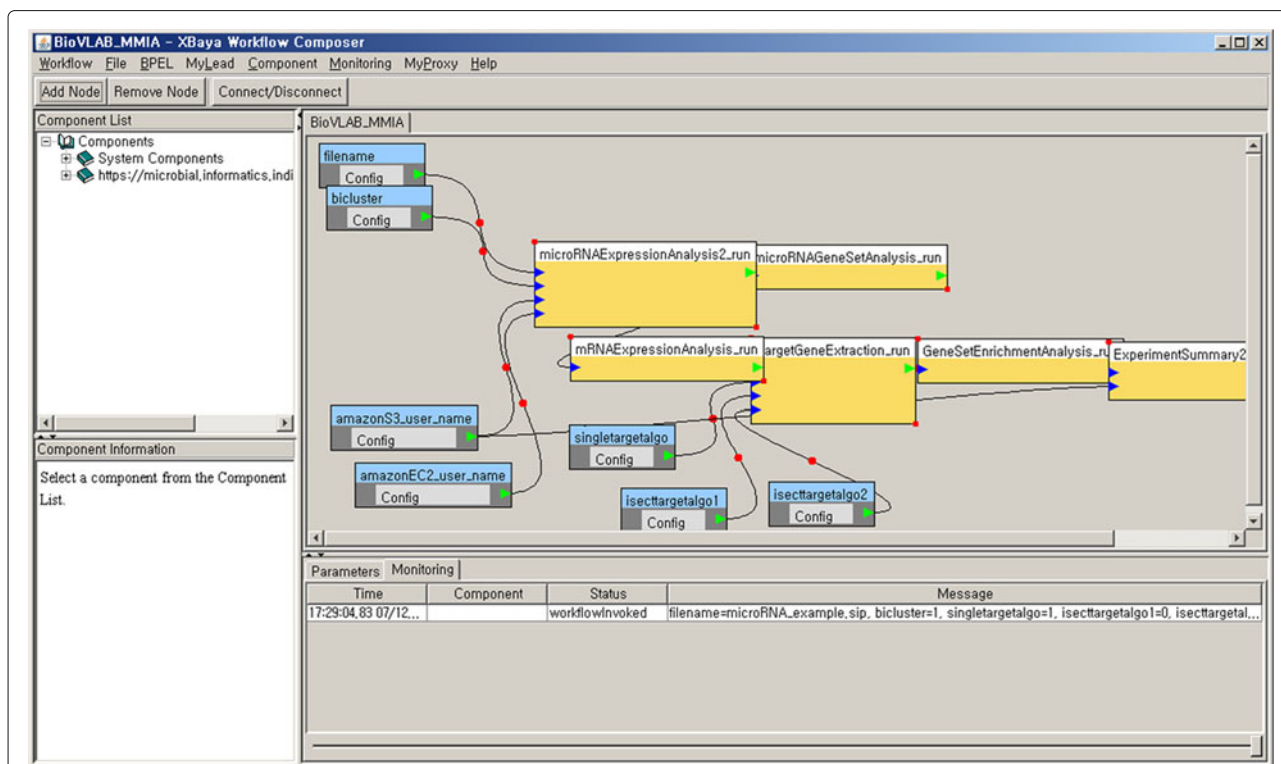 BioVLAB_MMIA - XBaya Workflow Composer
Workflow File BPEL MyLead Component Monitoring MyProxy Help
Add Node Remove Node Connect/Disconnect
Component List
Components
System Components
https://microbial,informatics,indi
Component Information
Select a component from the Component
List.
BioVLAB_MMIA
filename
Config
bicluster
Config
microRNAExpressionAnalysis2_run
microRNAGeneSetAnalysis_run
mRNAExpressionAnalysis_run
argetGeneExtraction_run
GeneSetEnrichmentAnalysis_ru
ExperimentSummary2
amazonS3_user_name
Config
singletargetalgo
Config
amazonEC2_user_name
Config
isecttargetalgo1
Config
isecttargetalgo2
Config
Parameters Monitoring
Time Component Status Message
17:29:04,83 07/12,,, workflowInvoked filename=microRNA_example,sip, bicluster=1, singletargetalgo=1, isecttargetalgo1=0, isecttargetal,,,